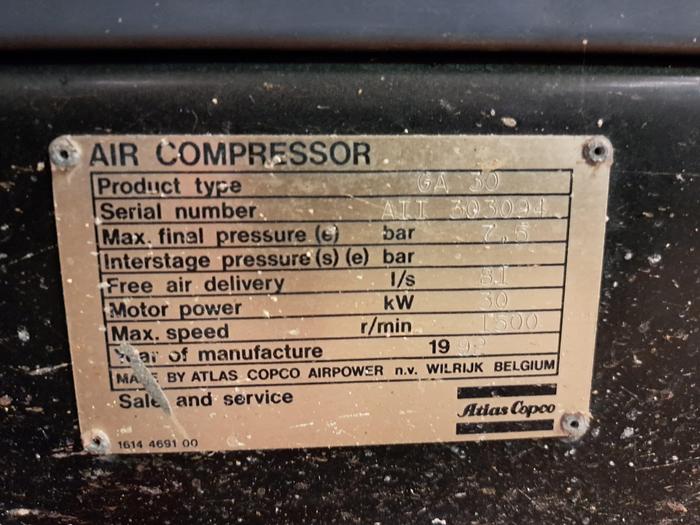 AIR COMPRESSOR
Product type GA 30
Serial number AII 303094
Max. final pressure (e) bar 7,5
Interstage pressure (s) (e) bar
Free air delivery l/s 81
Motor power kW 30
Max. speed r/min 1500
Year of manufacture 19
MADE BY ATLAS COPCO AIRPOWER n.v. WILRIJK BELGIUM
Sales and service
Atlas Copco
1614 4691 00